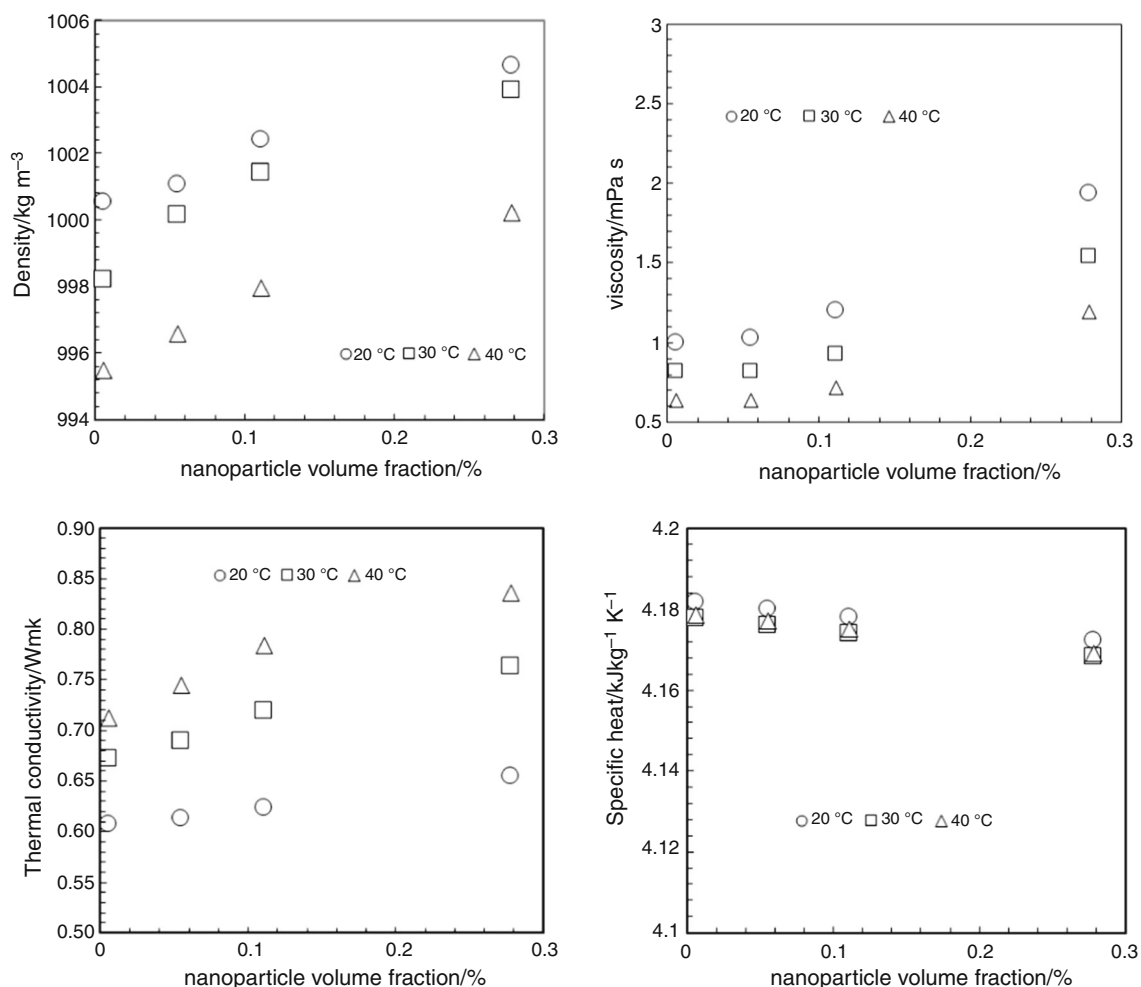 1006
1004
1002
1000
998
996
994
Density/kg m⁻³
20 °C 30 °C 40 °C
0 0.1 0.2 0.3
nanoparticle volume fraction/%
3
2.5
2
1.5
1
0.5
viscosity/mPa s
20 °C 30 °C 40 °C
0 0.1 0.2 0.3
nanoparticle volume fraction/%
0.90
0.85
0.80
0.75
0.70
0.65
0.60
0.55
0.50
Thermal conductivity/Wmk
20 °C 30 °C 40 °C
0 0.1 0.2 0.3
nanoparticle volume fraction/%
4.2
4.18
4.16
4.14
4.12
4.1
Specific heat/kJkg⁻¹ K⁻¹
20 °C 30 °C 40 °C
0 0.1 0.2 0.3
nanoparticle volume fraction/%